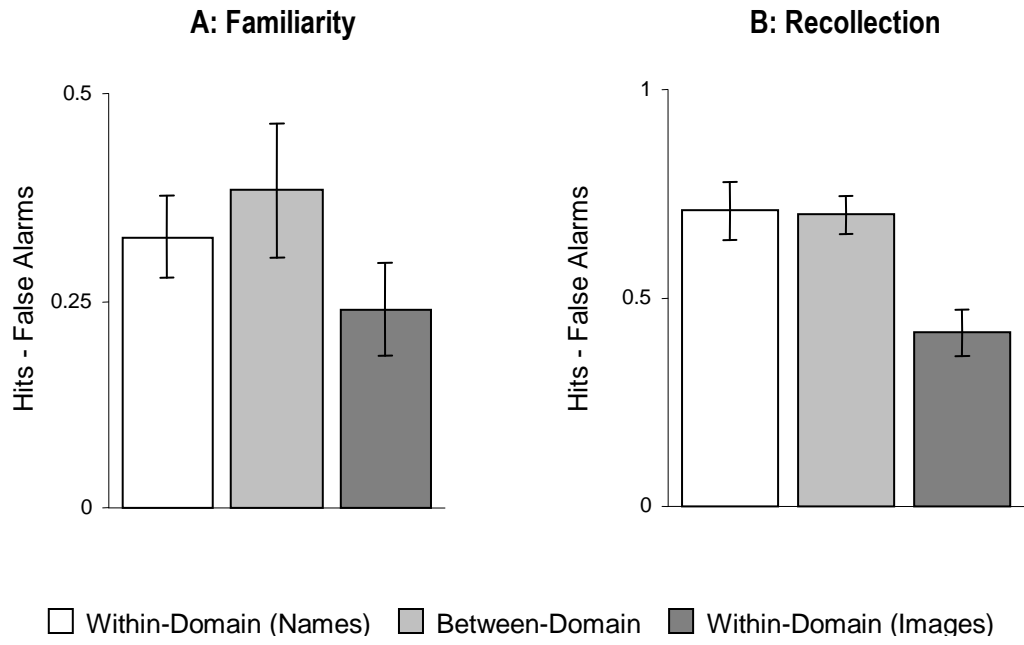 A: Familiarity
B: Recollection
0.5
0.25
0
Hits - False Alarms
1
0.5
0
Hits - False Alarms
Within-Domain (Names) Between-Domain Within-Domain (Images)